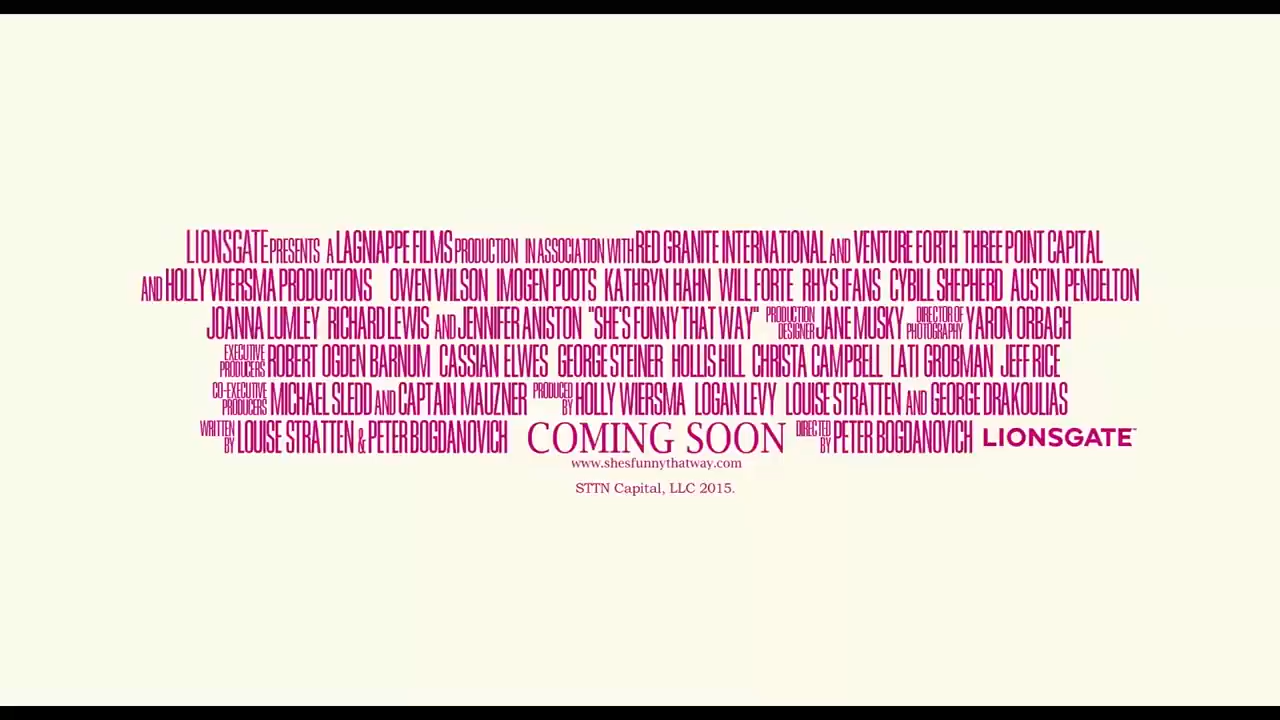 LIONSGATE PRESENTS A LAGNIAPPE FILMS PRODUCTION IN ASSOCIATION WITH RED GRANITE INTERNATIONAL AND VENTURE FORTH THREE POINT CAPITAL
AND HOLLY WIERSMA PRODUCTIONS OWEN WILSON IMOGEN POOTS KATHRYN HAHN WILL FORTE RHYS IFANS CYBILL SHEPHERD AUSTIN PENDELTON
JOANNA LUMLEY RICHARD LEWIS AND JENNIFER ANISTON "SHE'S FUNNY THAT WAY" PRODUCTION DESIGNER JANE MUSKY DIRECTOR OF PHOTOGRAPHY YARON ORBACH
EXECUTIVE PRODUCERS ROBERT OGDEN BARNUM CASSIAN ELWES GEORGE STEINER HOLLIS HILL CHRISTA CAMPBELL LATI GROBMAN JEFF RICE
CO-EXECUTIVE PRODUCERS MICHAEL SLEDD AND CAPTAIN MAUZNER PRODUCED BY HOLLY WIERSMA LOGAN LEVY LOUISE STRATTEN AND GEORGE DRAKOULIAS
WRITTEN BY LOUISE STRATTEN & PETER BOGDANOVICH COMING SOON DIRECTED BY PETER BOGDANOVICH LIONSGATE™
www.shesfunnythatway.com
STTN Capital, LLC 2015.